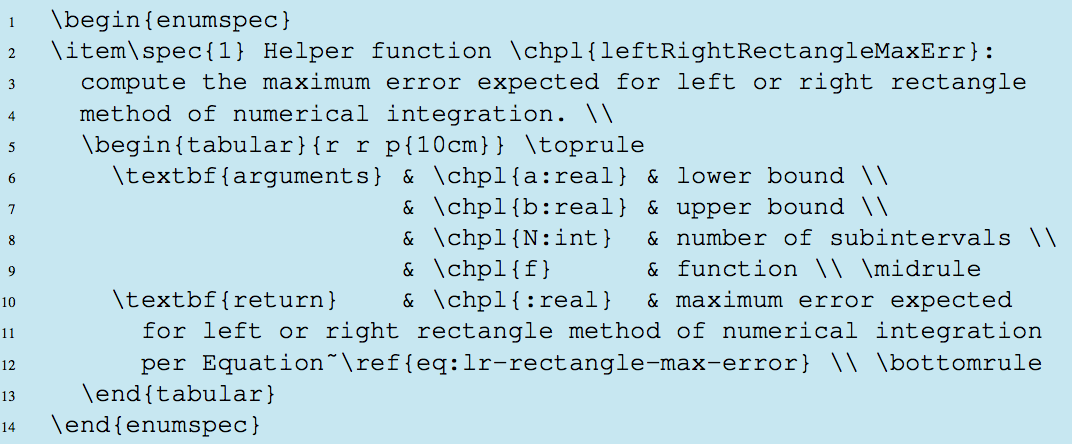 1 \begin{enumspec}
2 \item\spec{1} Helper function \chpl{leftRightRectangleMaxErr}:
3 compute the maximum error expected for left or right rectangle
4 method of numerical integration. \\
5 \begin{tabular}{r r p{10cm}} \toprule
6 \textbf{arguments} & \chpl{a:real} & lower bound \\
7 & \chpl{b:real} & upper bound \\
8 & \chpl{N:int} & number of subintervals \\
9 & \chpl{f} & function \\ \midrule
10 \textbf{return} & \chpl{:real} & maximum error expected
11 for left or right rectangle method of numerical integration
12 per Equation~\ref{eq:lr-rectangle-max-error} \\ \bottomrule
13 \end{tabular}
14 \end{enumspec}